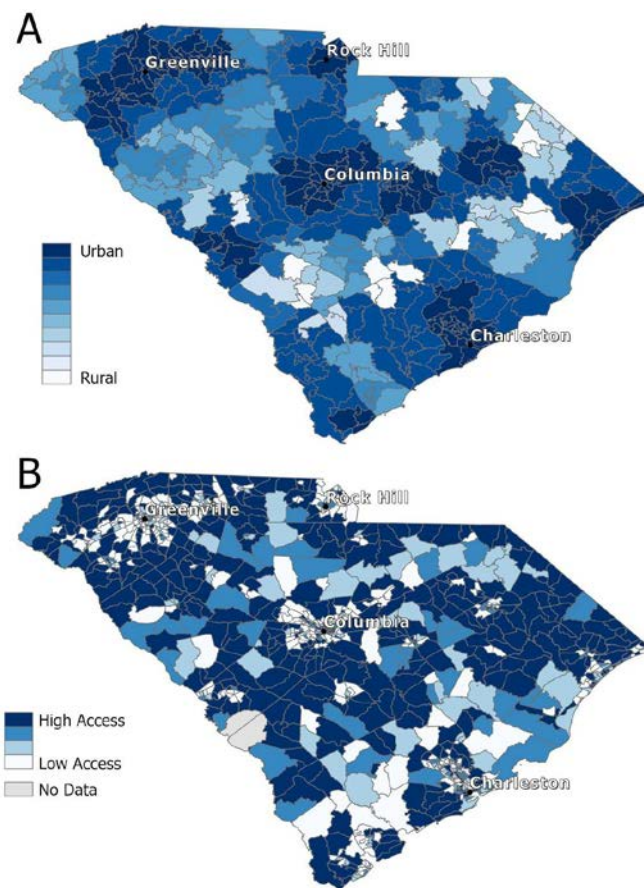 A
Rock Hill
Greenville
Columbia
Urban
Rural
Charleston
B
Rock Hill
Greenville
Columbia
High Access
Low Access
No Data
Charleston